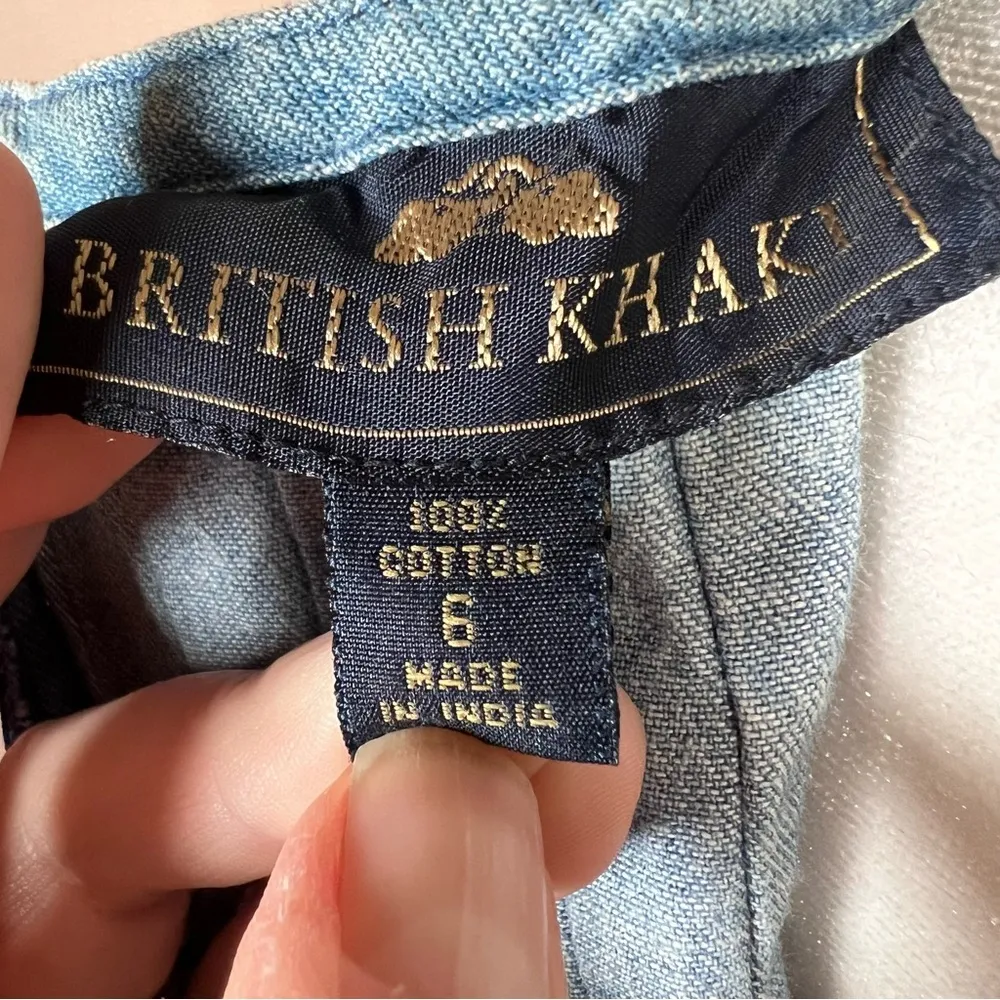 BRITISH KHAKI
100%
COTTON
6
MADE
IN INDIA